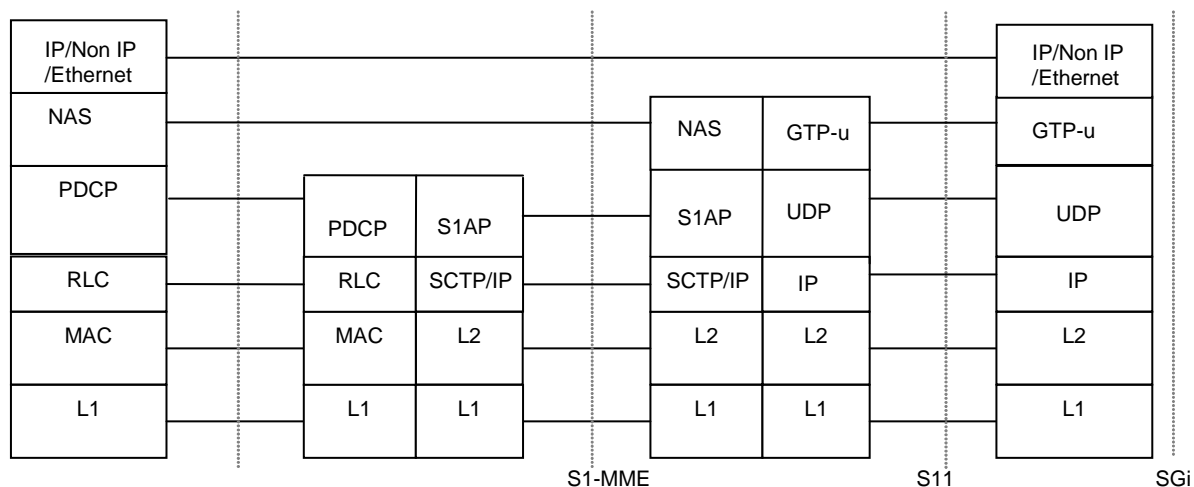 IP/Non IP
/Ethernet
NAS
PDCP
RLC
MAC
L1
PDCP
S1AP
RLC
SCTP/IP
MAC
L2
L1
L1
NAS
GTP-u
S1AP
UDP
SCTP/IP
IP
L2
L2
L1
L1
IP/Non IP
/Ethernet
GTP-u
UDP
IP
L2
L1
S1-MME
S11
SGi